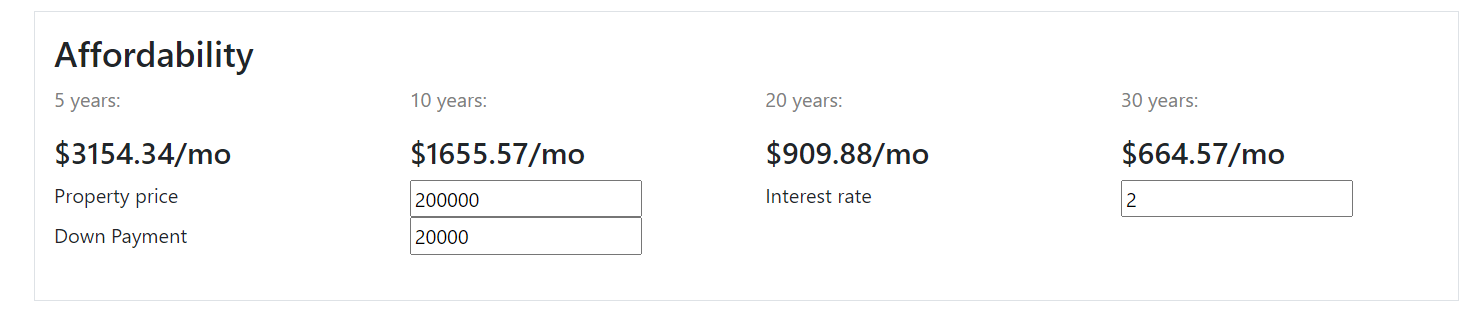 Affordability
5 years: 10 years: 20 years: 30 years:
$3154.34/mo $1655.57/mo $909.88/mo $664.57/mo
Property price 200000 Interest rate 2
Down Payment 20000